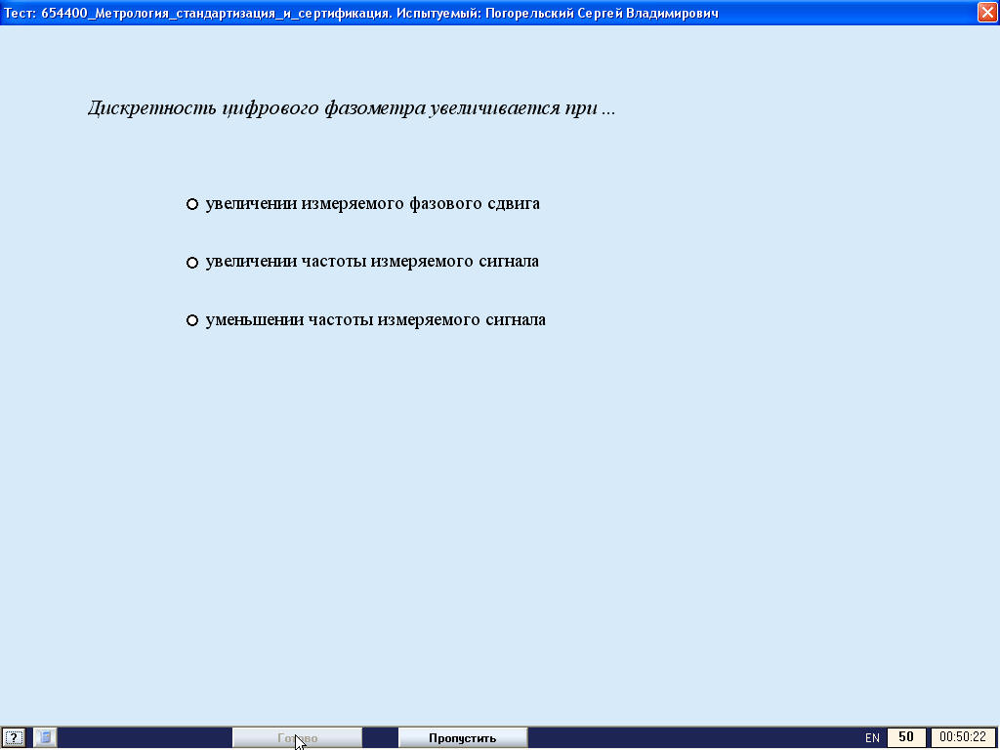 Тест: 654400_Метрология_стандартизация_и_сертификация. Испытуемый: Погорельский Сергей Владимирович
Дискретность цифрового фазометра увеличивается при ...
увеличении измеряемого фазового сдвига
увеличении частоты измеряемого сигнала
уменьшении частоты измеряемого сигнала
? Готово Пропустить EN 50 00:50:22